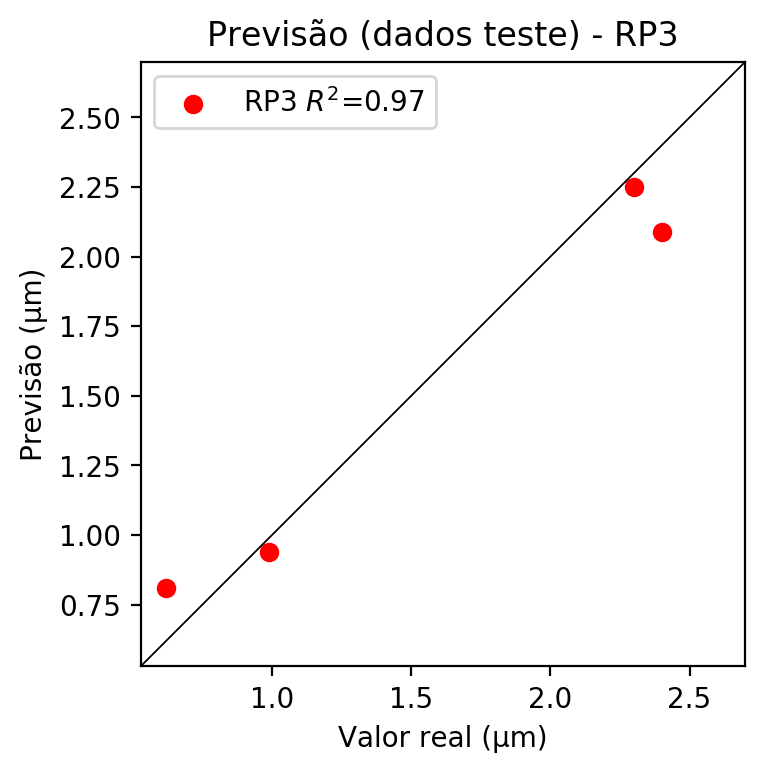 Previsão (dados teste) - RP3
RP3 R²=0.97
2.50
2.25
2.00
1.75
1.50
1.25
1.00
0.75
Previsão (μm)
1.0 1.5 2.0 2.5
Valor real (μm)